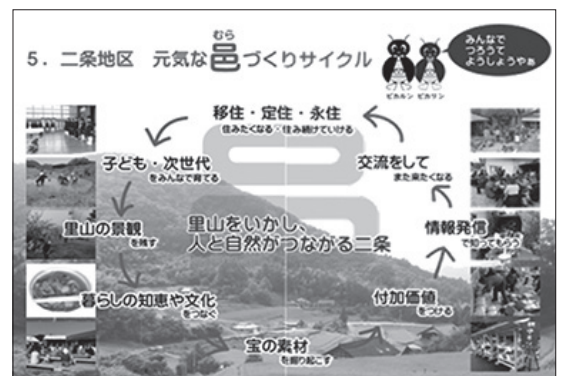 むら
5．二条地区　元気な邑づくりサイクル
みんなで
つろうて
ようしょうやぁ
ピカルン ピカリン
移住・定住・永住
住みたくなる・住み続けていける
子ども・次世代
をみんなで育てる
交流をして
また来たくなる
里山の景観
を残す
里山をいかし、
人と自然がつながる二条
情報発信
で知ってもらう
暮らしの知恵や文化
をつなぐ
付加価値
をつける
宝の素材
を掘り起こす